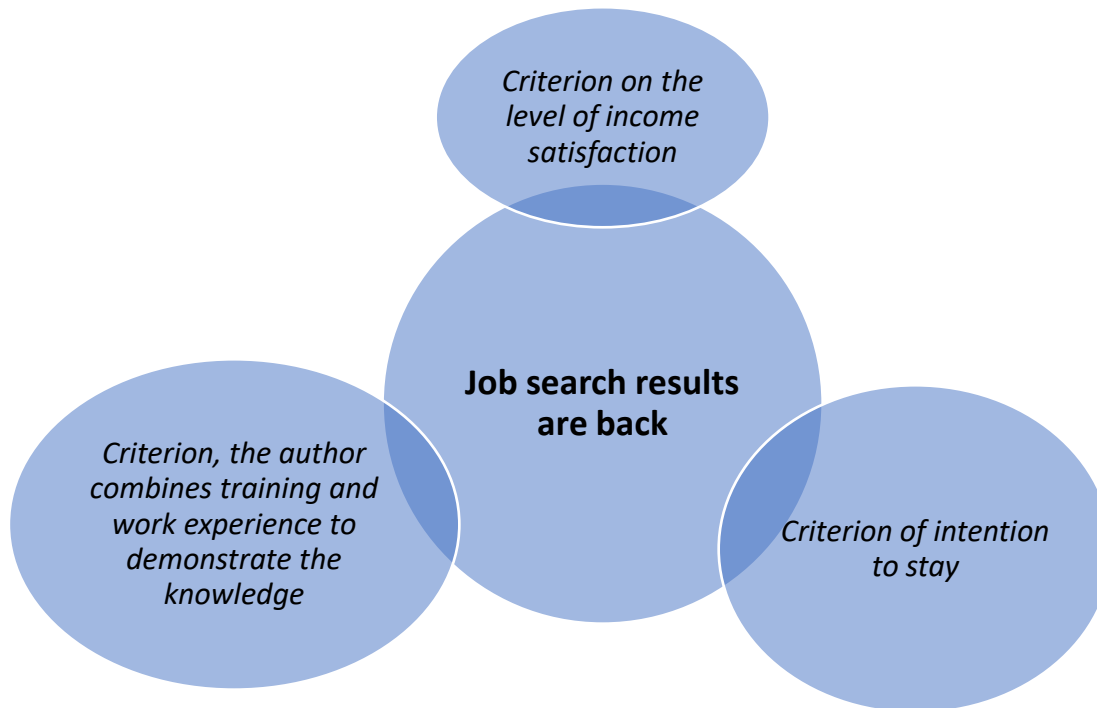 Criterion on the
level of income
satisfaction
Job search results
are back
Criterion, the author
combines training and
work experience to
demonstrate the
knowledge
Criterion of intention
to stay